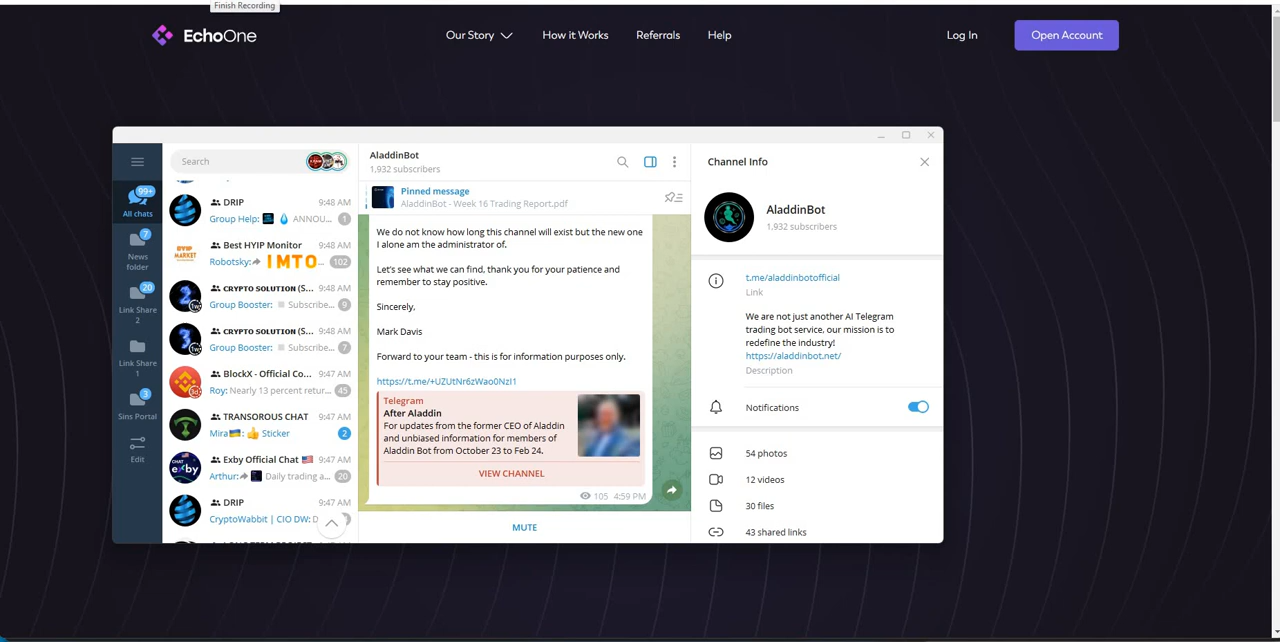 Finish Recording
EchoOne
Our Story
How it Works
Referrals
Help
Log In
Open Account
Search
99+
All chats
7
News
folder
20
Link Share
2
Link Share
1
3
Sins Portal
Edit
DRIP 9:48 AM
Group Help: ANNOU... 1
Best HYIP Monitor 9:48 AM
Robotsky: IMTO... 102
CRYPTO SOLUTION (S... 9:48 AM
Group Booster: Subscribe... 9
CRYPTO SOLUTION (S... 9:48 AM
Group Booster: Subscribe... 7
BlockX - Official Co... 9:47 AM
Roy: Nearly 13 percent retur... 45
TRANSOROUS CHAT 9:47 AM
Mira: Sticker 2
Exby Official Chat 9:47 AM
Arthur: Daily trading a... 20
DRIP 9:47 AM
CryptoWabbit | CIO DW: D
AladdinBot
1,932 subscribers
Pinned message
AladdinBot - Week 16 Trading Report.pdf
We do not know how long this channel will exist but the new one
I alone am the administrator of.
Let's see what we can find, thank you for your patience and
remember to stay positive.
Sincerely,
Mark Davis
Forward to your team - this is for information purposes only.
https://t.me/+UZUtNr6zWao0NzI1
Telegram
After Aladdin
For updates from the former CEO of Aladdin
and unbiased information for members of
Aladdin Bot from October 23 to Feb 24.
VIEW CHANNEL
105 4:59 PM
MUTE
Channel Info
AladdinBot
1,932 subscribers
t.me/aladdinbotofficial
Link
We are not just another AI Telegram
trading bot service, our mission is to
redefine the industry!
https://aladdinbot.net/
Description
Notifications
54 photos
12 videos
30 files
43 shared links